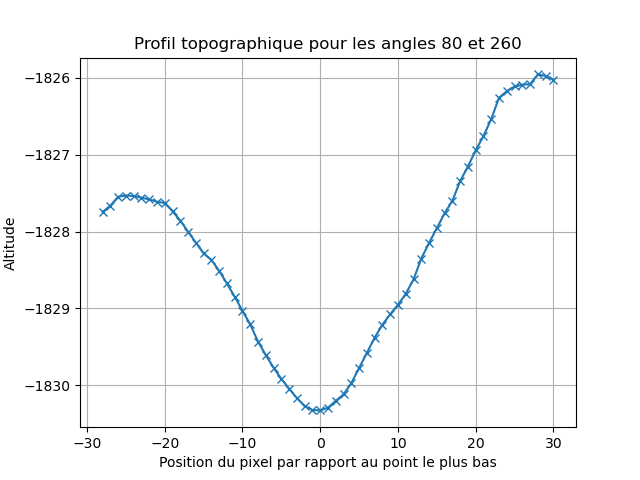 Profil topographique pour les angles 80 et 260
−1826
−1827
−1828
−1829
−1830
Altitude
−30 −20 −10 0 10 20 30
Position du pixel par rapport au point le plus bas